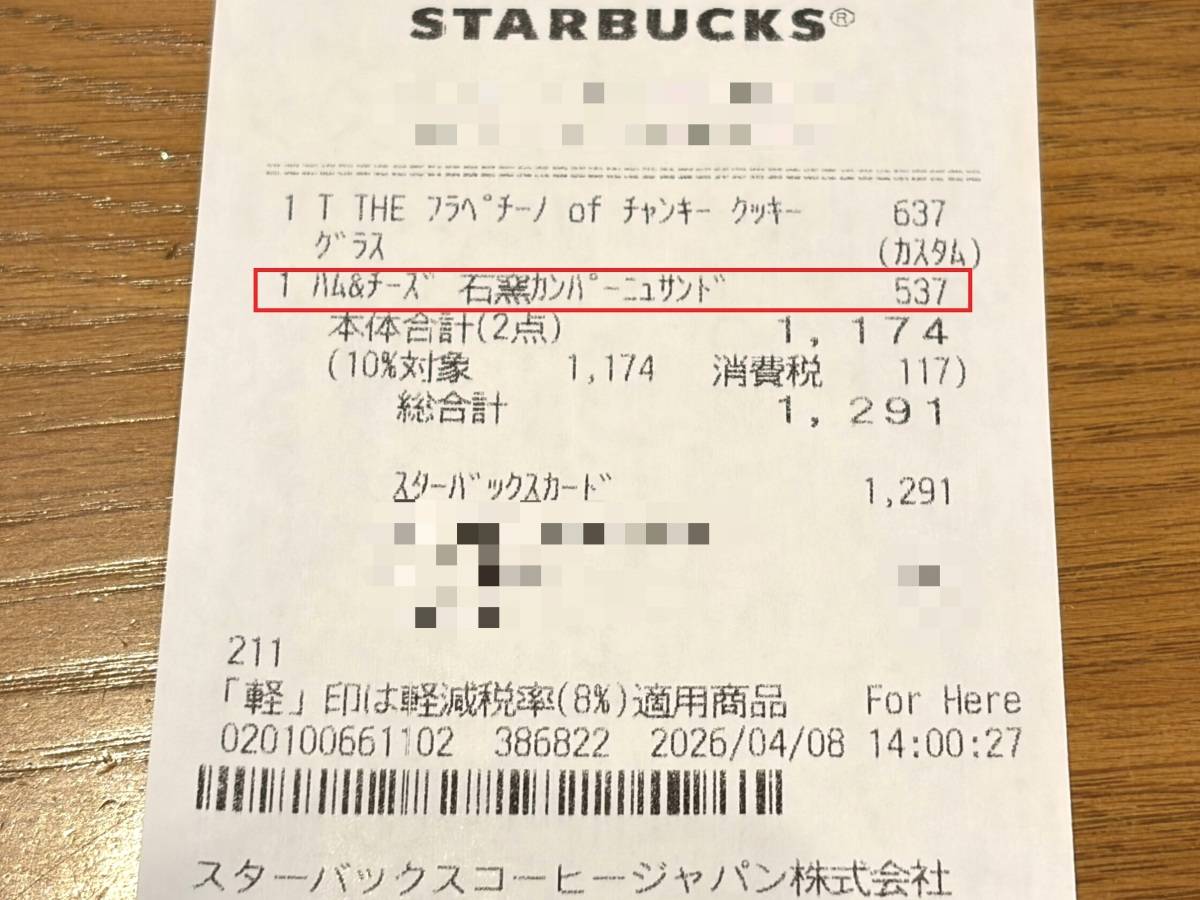 STARBUCKS®
1 T THE フラペチーノ of チャンキー クッキー 637
グラス (カスタム)
1 ハム&チーズ 石窯カンパーニュサンド 537
本体合計(2点) 1,174
(10%対象 1,174 消費税 117)
総合計 1,291
スターバックスカード 1,291
211
「軽」印は軽減税率(8%)適用商品 For Here
020100661102 386822 2026/04/08 14:00:27
スターバックスコーヒージャパン株式会社